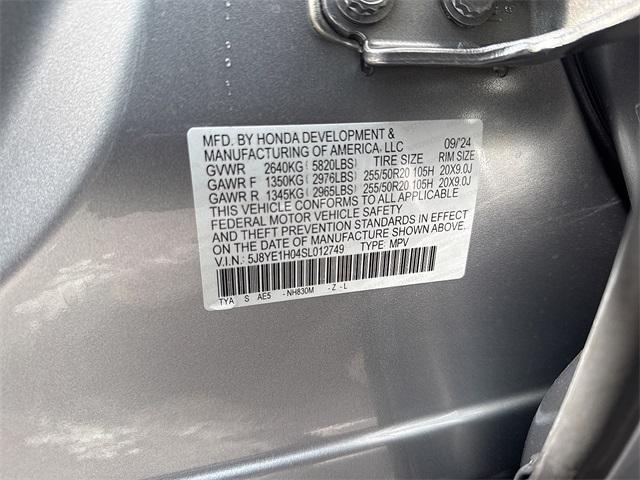 MFD. BY HONDA DEVELOPMENT &
MANUFACTURING OF AMERICA, LLC 09/'24
GVWR 2640KG (5820LBS) TIRE SIZE RIM SIZE
GAWR F 1350KG (2976LBS) 255/50R20 105H 20X9.0J
GAWR R 1345KG (2965LBS) 255/50R20 105H 20X9.0J
THIS VEHICLE CONFORMS TO ALL APPLICABLE
FEDERAL MOTOR VEHICLE SAFETY
AND THEFT PREVENTION STANDARDS IN EFFECT
ON THE DATE OF MANUFACTURE SHOWN ABOVE.
V.I.N.: 5J8YE1H04SL012749 TYPE: MPV
TYA S AE5 - NH830M - Z - L